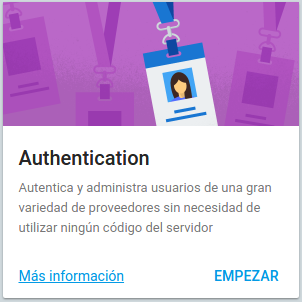 Authentication
Autentica y administra usuarios de una gran
variedad de proveedores sin necesidad de
utilizar ningún código del servidor
Más información
EMPEZAR